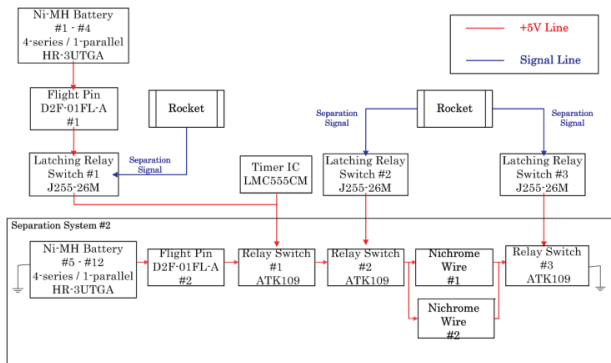 Ni-MH Battery
#1 - #4
4-series / 1-parallel
HR-3UTGA
+5V Line
Signal Line
Flight Pin
D2F-01FL-A
#1
Rocket
Rocket
Separation
Signal
Separation
Signal
Latching Relay
Switch #1
J255-26M
Separation
Signal
Timer IC
LMC555CM
Latching Relay
Switch #2
J255-26M
Latching Relay
Switch #3
J255-26M
Separation System #2
Ni-MH Battery
#5 - #12
4-series / 1-parallel
HR-3UTGA
Flight Pin
D2F-01FL-A
#2
Relay Switch
#1
ATK109
Relay Switch
#2
ATK109
Nichrome
Wire
#1
Relay Switch
#3
ATK109
Nichrome
Wire
#2